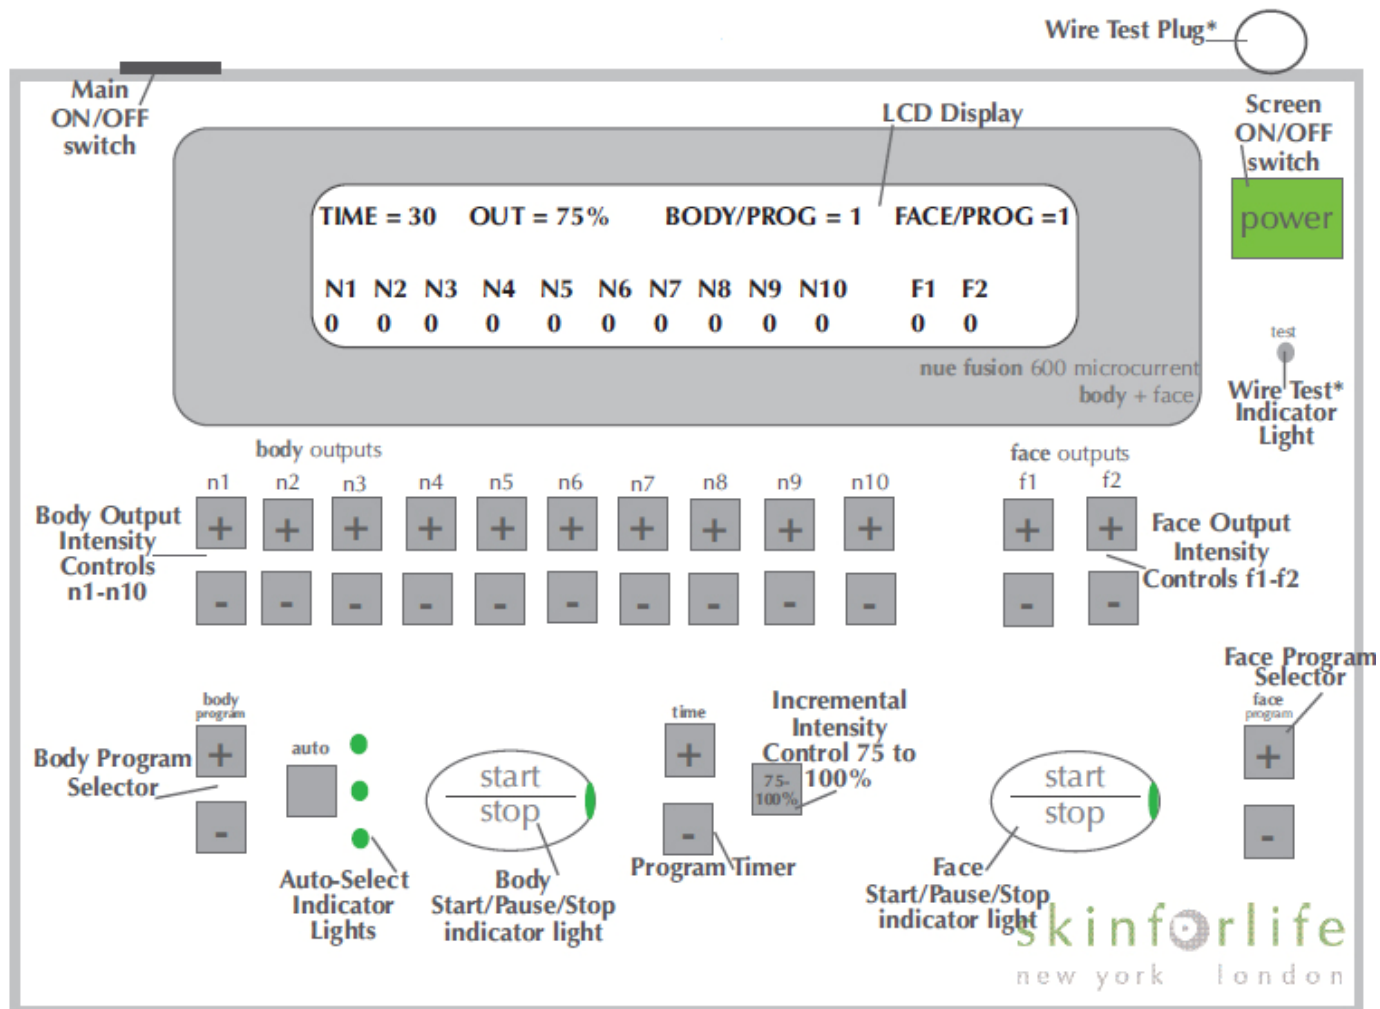 Wire Test Plug*
Main
ON/OFF
switch
LCD Display
Screen
ON/OFF
switch
power
TIME = 30 OUT = 75% BODY/PROG = 1 FACE/PROG =1
N1 N2 N3 N4 N5 N6 N7 N8 N9 N10 F1 F2
0 0 0 0 0 0 0 0 0 0 0 0
nue fusion 600 microcurrent
body + face
test
Wire Test*
Indicator
Light
body outputs
face outputs
n1 n2 n3 n4 n5 n6 n7 n8 n9 n10 f1 f2
Body Output
Intensity
Controls
n1-n10
+ + + + + + + + + + + +
- - - - - - - - - - - -
Face Output
Intensity
Controls f1-f2
Face Program
Selector
body
program
+
-
Body Program
Selector
auto
Auto-Select
Indicator
Lights
start
stop
Body
Start/Pause/Stop
indicator light
time
+
-
Program Timer
Incremental
Intensity
Control 75 to
100%
75-
100%
start
stop
Face
Start/Pause/Stop
indicator light
face
program
+
-
skinforlife
new york london